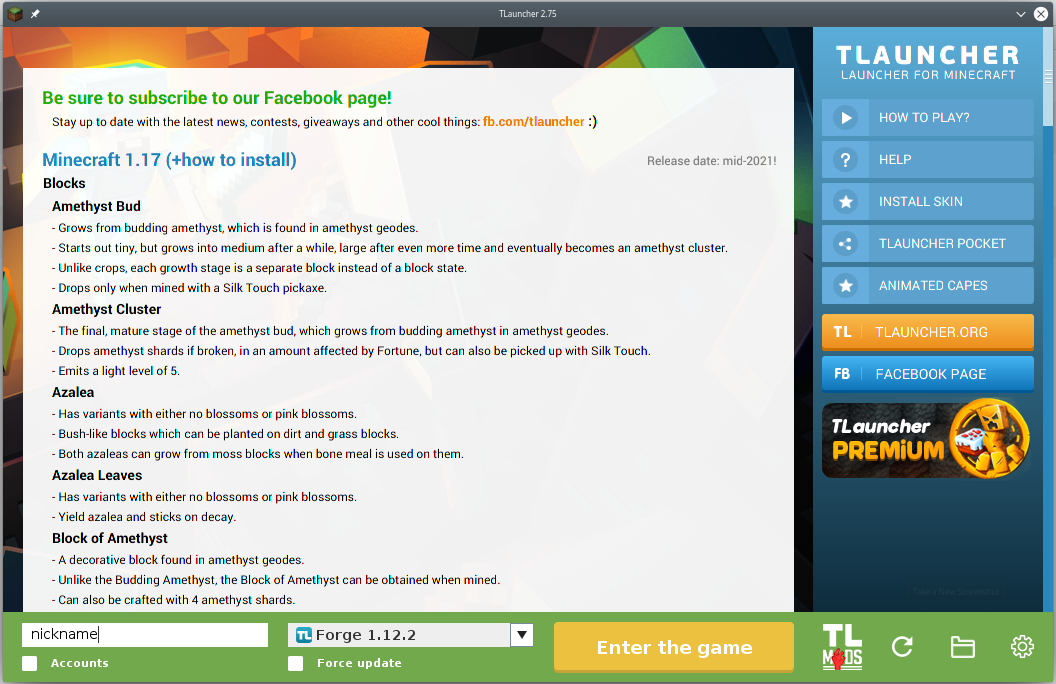 TLauncher 2.75
Be sure to subscribe to our Facebook page!
Stay up to date with the latest news, contests, giveaways and other cool things: fb.com/tlauncher :)
Minecraft 1.17 (+how to install)
Release date: mid-2021!
Blocks
Amethyst Bud
- Grows from budding amethyst, which is found in amethyst geodes.
- Starts out tiny, but grows into medium after a while, large after even more time and eventually becomes an amethyst cluster.
- Unlike crops, each growth stage is a separate block instead of a block state.
- Drops only when mined with a Silk Touch pickaxe.
Amethyst Cluster
- The final, mature stage of the amethyst bud, which grows from budding amethyst in amethyst geodes.
- Drops amethyst shards if broken, in an amount affected by Fortune, but can also be picked up with Silk Touch.
- Emits a light level of 5.
Azalea
- Has variants with either no blossoms or pink blossoms.
- Bush-like blocks which can be planted on dirt and grass blocks.
- Both azaleas can grow from moss blocks when bone meal is used on them.
Azalea Leaves
- Has variants with either no blossoms or pink blossoms.
- Yield azalea and sticks on decay.
Block of Amethyst
- A decorative block found in amethyst geodes.
- Unlike the Budding Amethyst, the Block of Amethyst can be obtained when mined.
- Can also be crafted with 4 amethyst shards.
TLAUNCHER
LAUNCHER FOR MINECRAFT
HOW TO PLAY?
? HELP
INSTALL SKIN
TLAUNCHER POCKET
ANIMATED CAPES
TL TLAUNCHER.ORG
FB FACEBOOK PAGE
TLauncher
PREMIUM
Take a New Screenshot
nickname
Accounts
TL Forge 1.12.2
Force update
Enter the game
TL
MODS